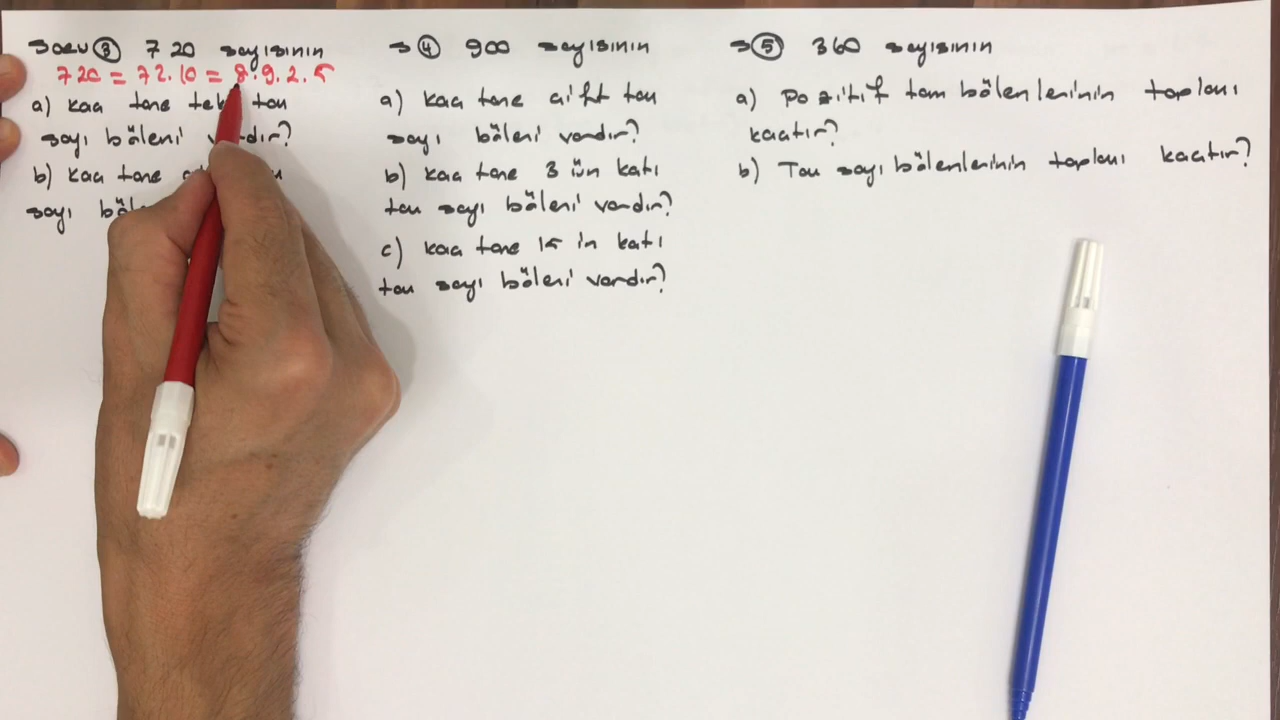 Soru ③ 720 sayısının
720 = 72.10 = 8.9.2.5
a) Kaç tane tek tam
sayı böleni vardır?
b) Kaç tane
sayı
S ④ 900 sayısının
a) Kaç tane çift tam
sayı böleni vardır?
b) Kaç tane 3 ün katı
tam sayı böleni vardır?
c) Kaç tane 15 in katı
tam sayı böleni vardır?
S ⑤ 360 sayısının
a) Pozitif tam bölenlerinin toplamı
kaçtır?
b) Tam sayı bölenlerinin toplamı kaçtır?